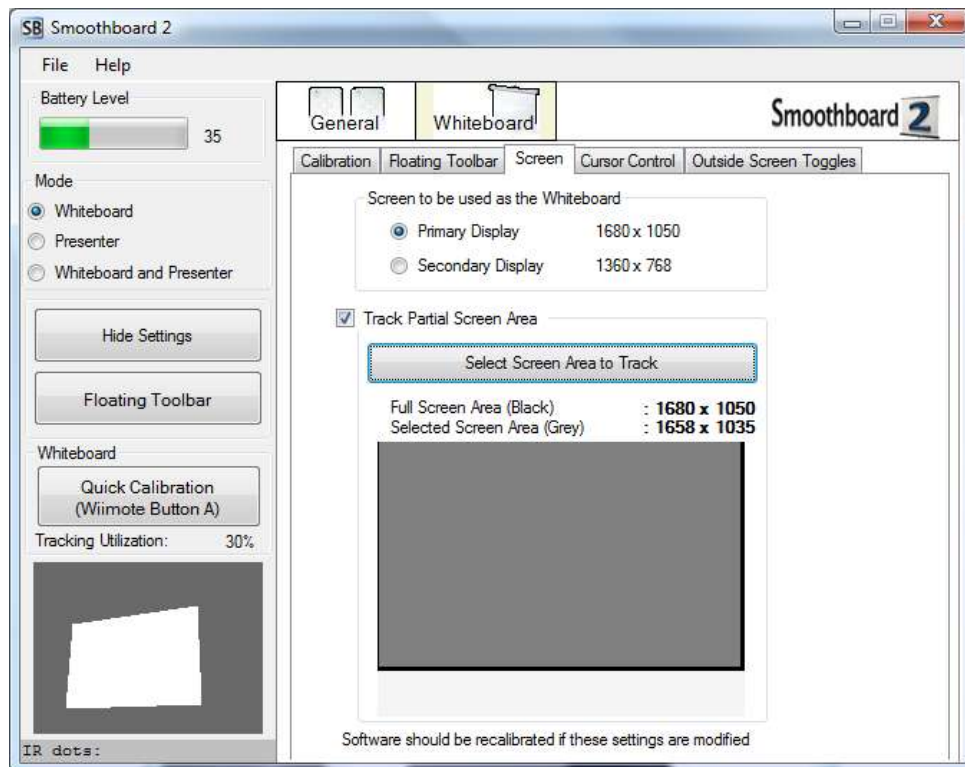 SB Smoothboard 2
File Help
Battery Level
35
Mode
Whiteboard
Presenter
Whiteboard and Presenter
Hide Settings
Floating Toolbar
Whiteboard
Quick Calibration
(Wiimote Button A)
Tracking Utilization: 30%
IR dots:
General Whiteboard
Smoothboard 2
Calibration Floating Toolbar Screen Cursor Control Outside Screen Toggles
Screen to be used as the Whiteboard
Primary Display 1680 x 1050
Secondary Display 1360 x 768
Track Partial Screen Area
Select Screen Area to Track
Full Screen Area (Black) : 1680 x 1050
Selected Screen Area (Grey) : 1658 x 1035
Software should be recalibrated if these settings are modified